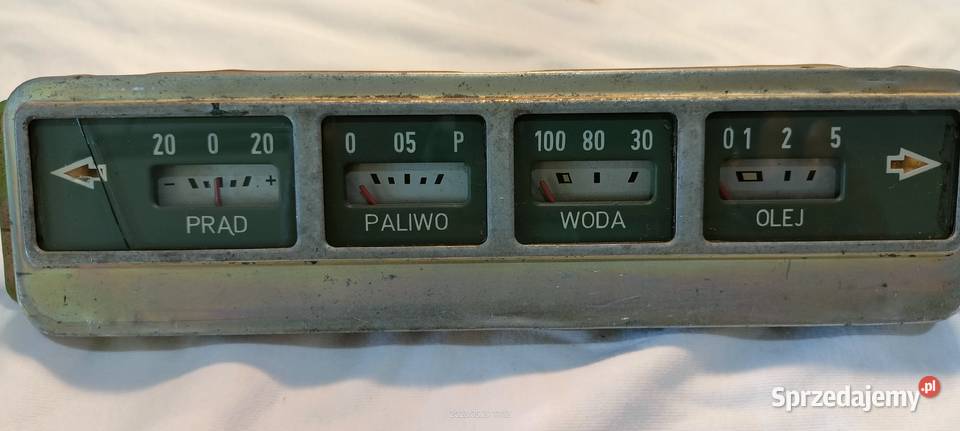 20 0 20
- +
PRĄD
0 05 P
PALIWO
100 80 30
WODA
0 1 2 5
OLEJ
Sprzedajemy.pl